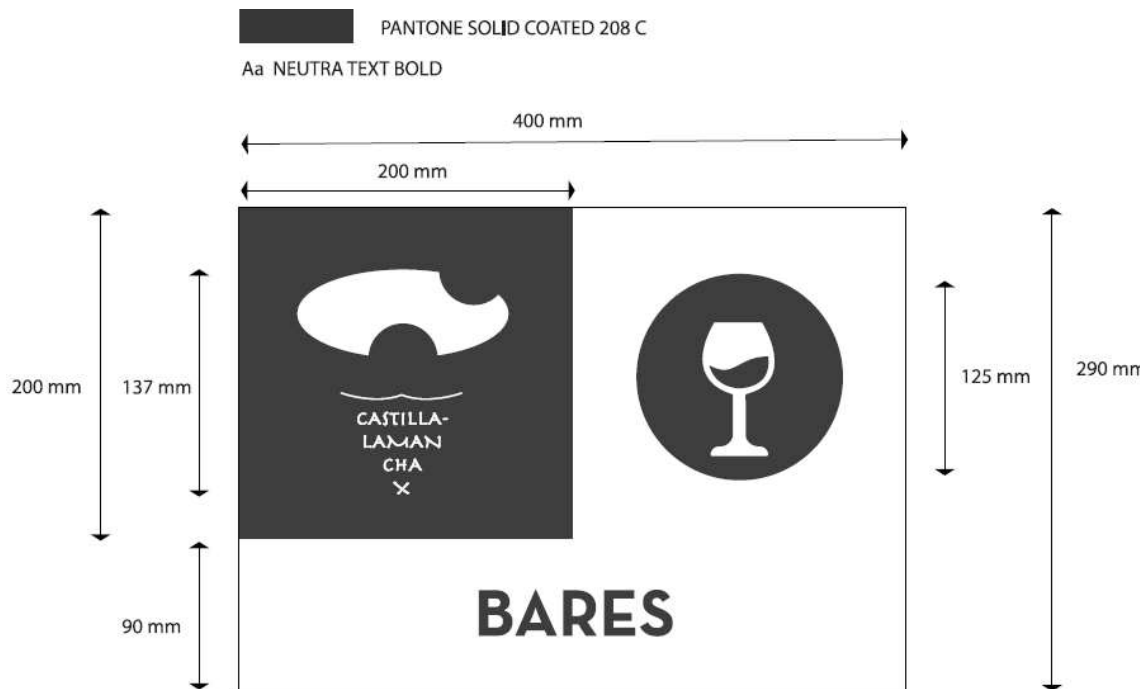 PANTONE SOLID COATED 208 C
Aa NEUTRA TEXT BOLD
400 mm
200 mm
200 mm
137 mm
CASTILLA-
LAMAN
CHA
X
125 mm
290 mm
90 mm
BARES